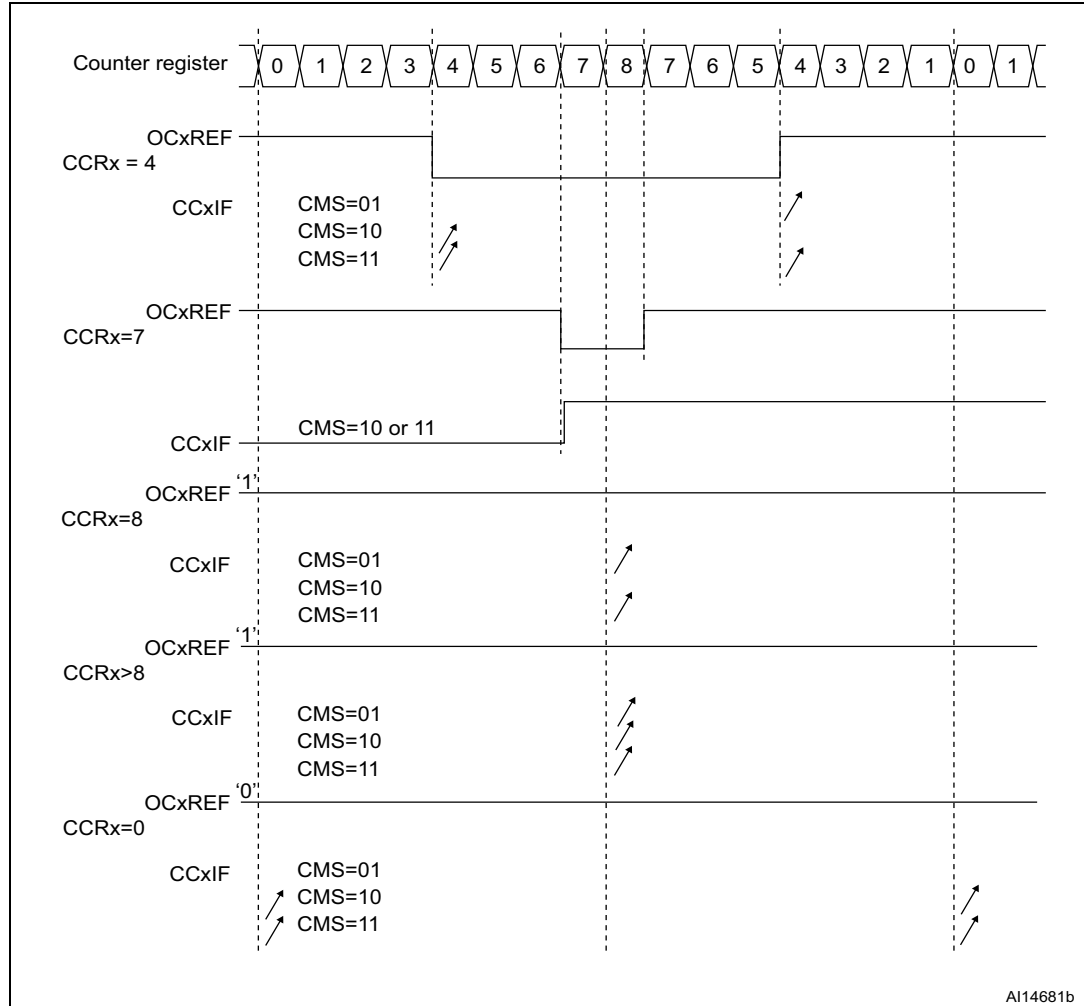 Counter register 0 1 2 3 4 5 6 7 8 7 6 5 4 3 2 1 0 1
OCxREF
CCRx = 4
CCxIF
CMS=01
CMS=10
CMS=11
OCxREF
CCRx=7
CMS=10 or 11
CCxIF
OCxREF ‘1’
CCRx=8
CCxIF
CMS=01
CMS=10
CMS=11
OCxREF ‘1’
CCRx>8
CCxIF
CMS=01
CMS=10
CMS=11
OCxREF ‘0’
CCRx=0
CCxIF
CMS=01
CMS=10
CMS=11
AI14681b